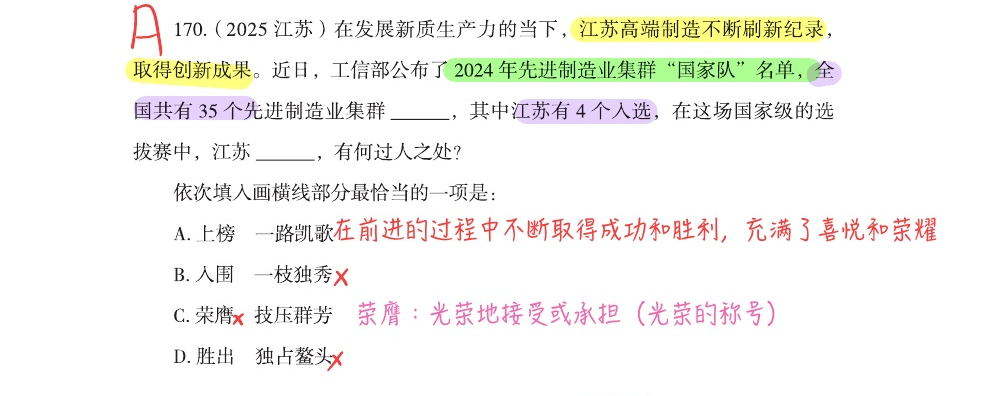 A 170.（2025 江苏）在发展新质生产力的当下，江苏高端制造不断刷新纪录，
取得创新成果。近日，工信部公布了 2024 年先进制造业集群“国家队”名单，全
国共有 35 个先进制造业集群 ______，其中江苏有 4 个入选，在这场国家级的选
拔赛中，江苏 ______，有何过人之处？
依次填入画横线部分最恰当的一项是：
A. 上榜　一路凯歌 在前进的过程中不断取得成功和胜利，充满了喜悦和荣耀
B. 入围　一枝独秀 x
C. 荣膺 x　技压群芳 荣膺：光荣地接受或承担（光荣的称号）
D. 胜出　独占鳌头 x